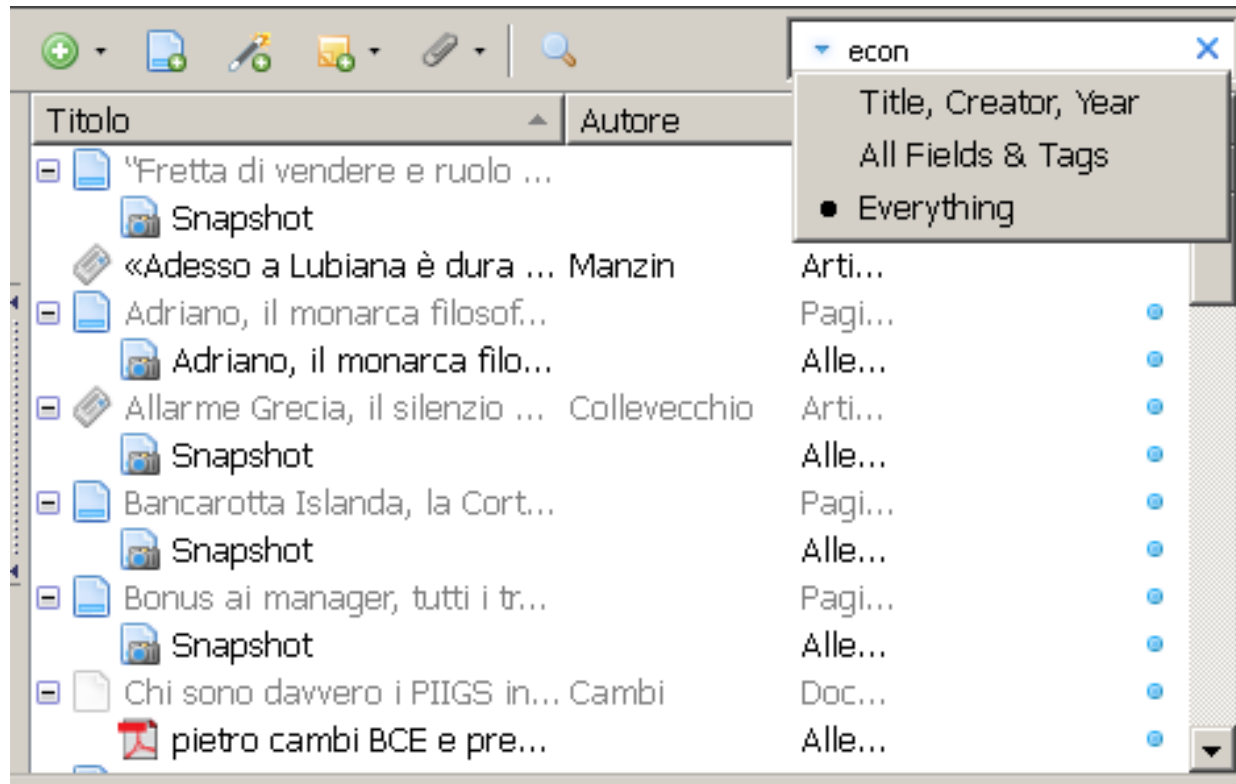 econ
Title, Creator, Year
All Fields & Tags
Everything
Titolo Autore
"Fretta di vendere e ruolo ...
Snapshot
«Adesso a Lubiana è dura ... Manzin Arti...
Adriano, il monarca filosof... Pagi...
Adriano, il monarca filo... Alle...
Allarme Grecia, il silenzio ... Collevecchio Arti...
Snapshot Alle...
Bancarotta Islanda, la Cort... Pagi...
Snapshot Alle...
Bonus ai manager, tutti i tr... Pagi...
Snapshot Alle...
Chi sono davvero i PIIGS in... Cambi Doc...
pietro cambi BCE e pre... Alle...